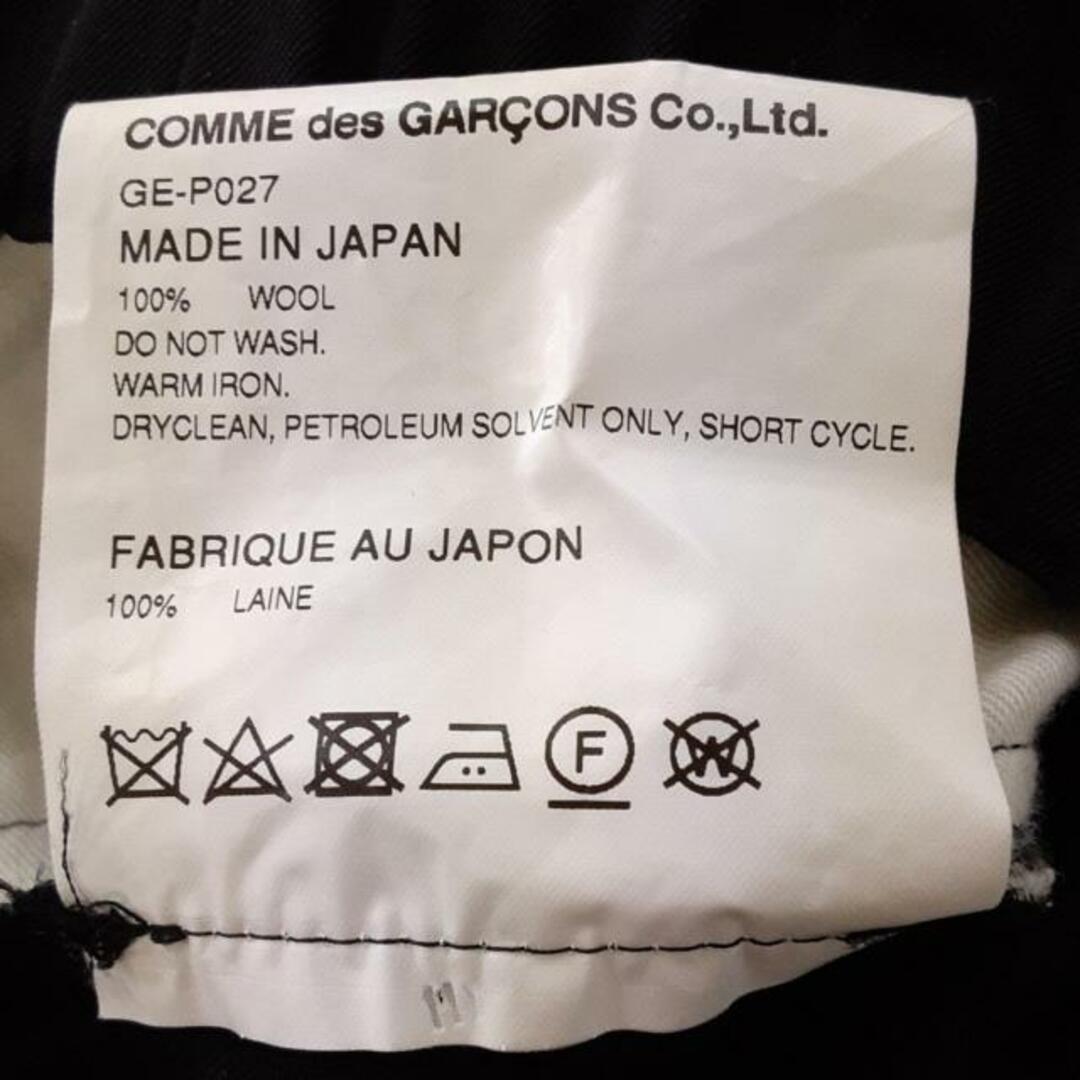 COMME des GARÇONS Co.,Ltd.
GE-P027
MADE IN JAPAN
100% WOOL
DO NOT WASH.
WARM IRON.
DRYCLEAN, PETROLEUM SOLVENT ONLY, SHORT CYCLE.
FABRIQUE AU JAPON
100% LAINE
F W